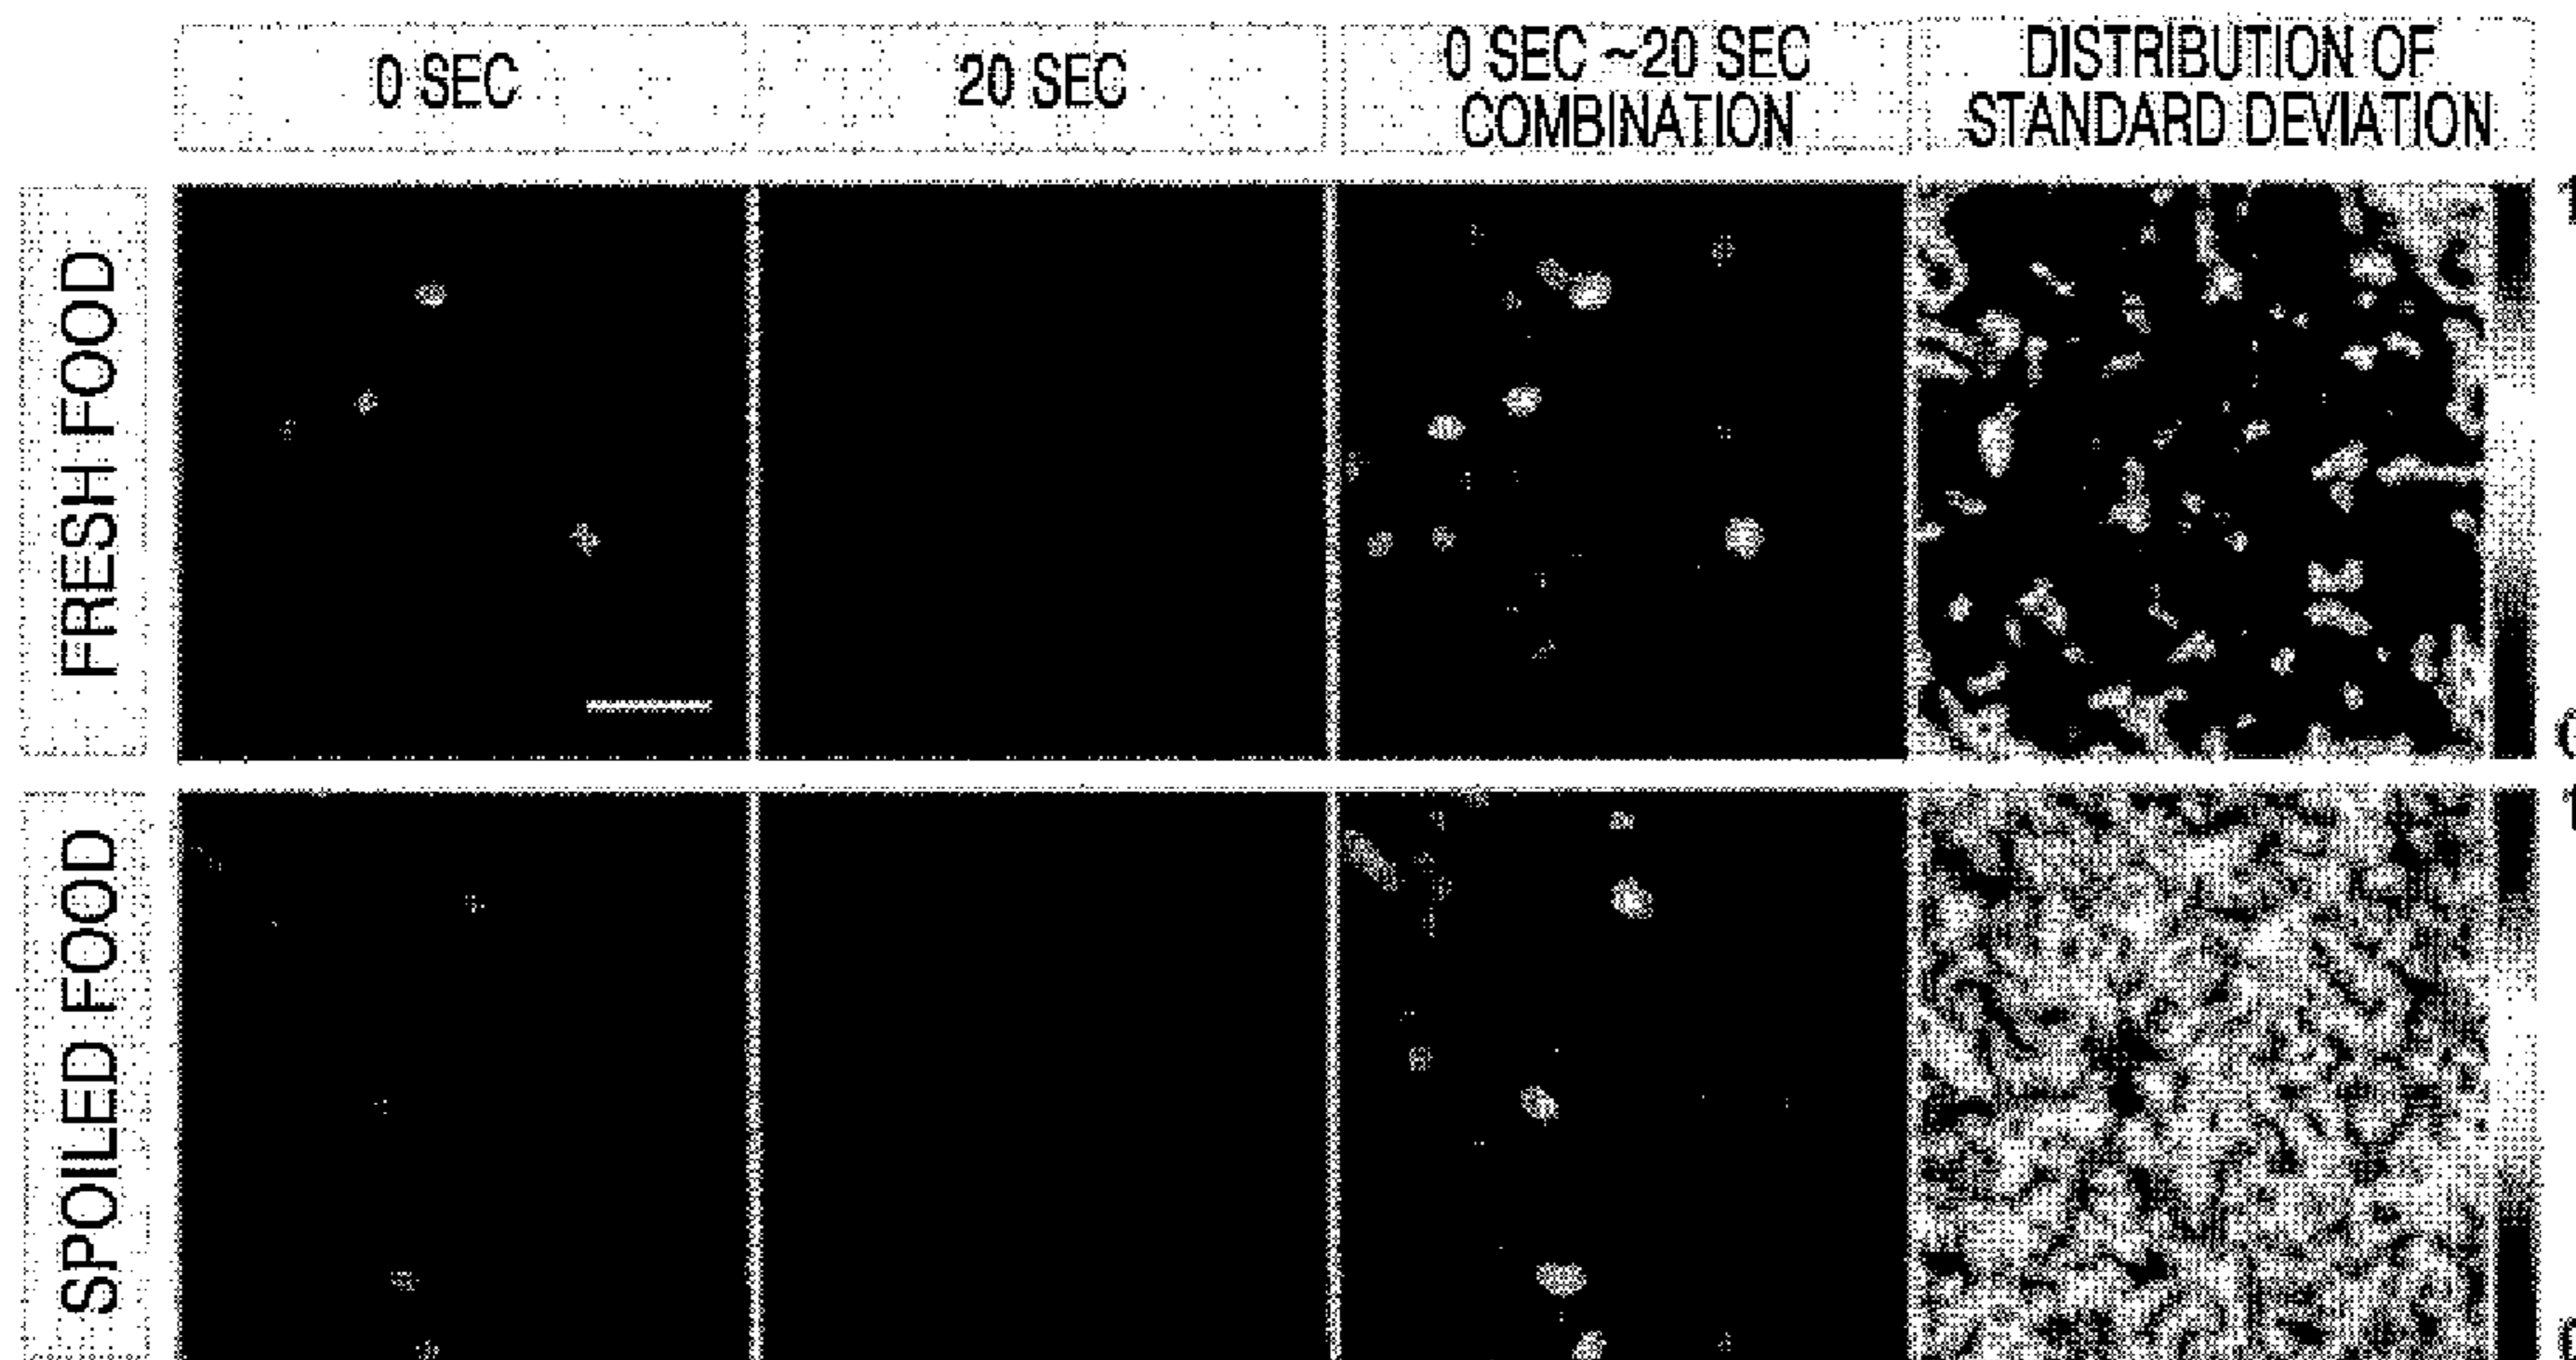 0 SEC
20 SEC
0 SEC ~20 SEC
COMBINATION
DISTRIBUTION OF
STANDARD DEVIATION
FRESH FOOD
SPOILED FOOD